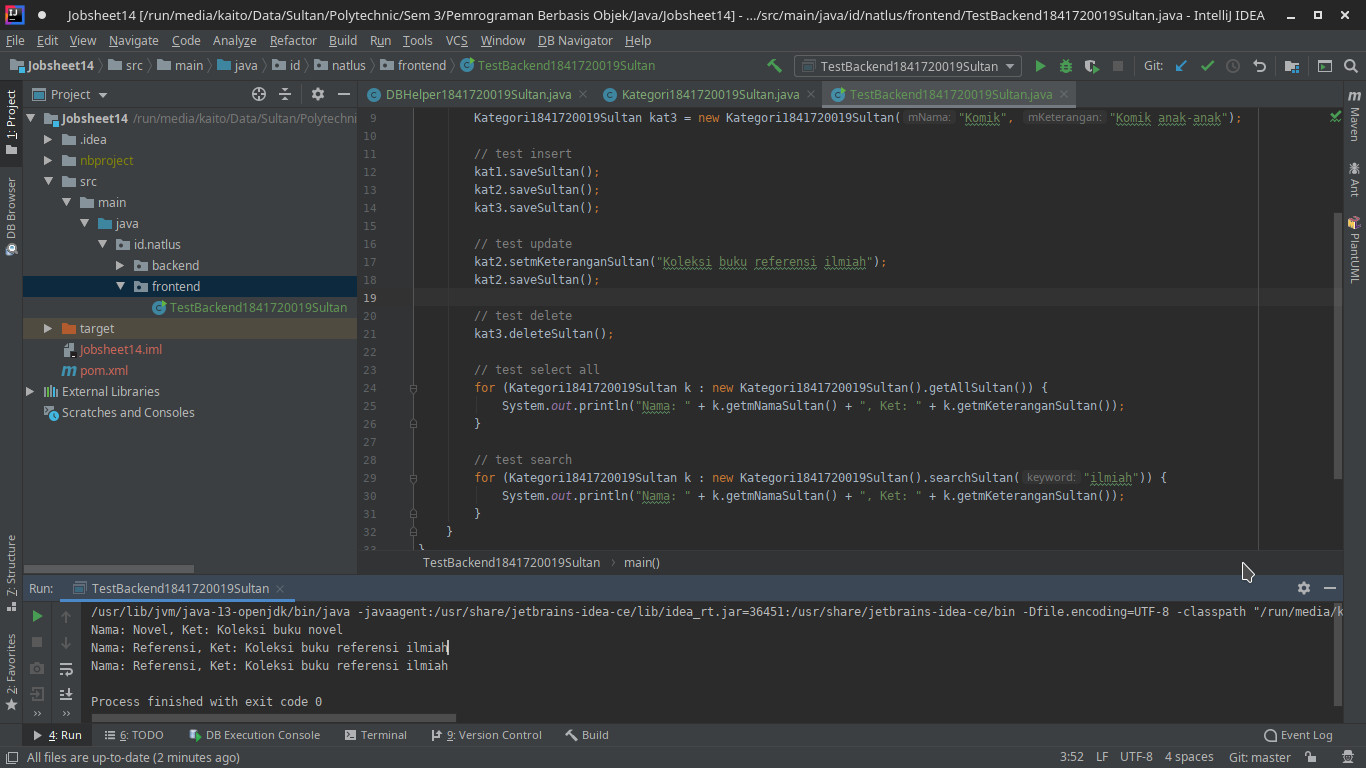 Jobsheet14 [/run/media/kaito/Data/Sultan/Polytechnic/Sem 3/Pemrograman Berbasis Objek/Java/Jobsheet14] - .../src/main/java/id/natlus/frontend/TestBackend1841720019Sultan.java - IntelliJ IDEA
File Edit View Navigate Code Analyze Refactor Build Run Tools VCS Window DB Navigator Help
Jobsheet14 src main java id natlus frontend TestBackend1841720019Sultan TestBackend1841720019Sultan Git:
Project
DBHelper1841720019Sultan.java Kategori1841720019Sultan.java TestBackend1841720019Sultan.java
1: Project
DB Browser
7: Structure
2: Favorites
Jobsheet14 /run/media/kaito/Data/Sultan/Polytechni
.idea
nbproject
src
main
java
id.natlus
backend
frontend
TestBackend1841720019Sultan
target
Jobsheet14.iml
pom.xml
External Libraries
Scratches and Consoles
9 Kategori1841720019Sultan kat3 = new Kategori1841720019Sultan( mNama: "Komik", mKeterangan: "Komik anak-anak");
10
11 // test insert
12 kat1.saveSultan();
13 kat2.saveSultan();
14 kat3.saveSultan();
15
16 // test update
17 kat2.setmKeteranganSultan("Koleksi buku referensi ilmiah");
18 kat2.saveSultan();
19
20 // test delete
21 kat3.deleteSultan();
22
23 // test select all
24 for (Kategori1841720019Sultan k : new Kategori1841720019Sultan().getAllSultan()) {
25 System.out.println("Nama: " + k.getmNamaSultan() + ", Ket: " + k.getmKeteranganSultan());
26 }
27
28 // test search
29 for (Kategori1841720019Sultan k : new Kategori1841720019Sultan().searchSultan( keyword: "ilmiah")) {
30 System.out.println("Nama: " + k.getmNamaSultan() + ", Ket: " + k.getmKeteranganSultan());
31 }
32 }
33 }
TestBackend1841720019Sultan main()
Maven
Ant
PlantUML
Run: TestBackend1841720019Sultan
/usr/lib/jvm/java-13-openjdk/bin/java -javaagent:/usr/share/jetbrains-idea-ce/lib/idea_rt.jar=36451:/usr/share/jetbrains-idea-ce/bin -Dfile.encoding=UTF-8 -classpath "/run/media/k
Nama: Novel, Ket: Koleksi buku novel
Nama: Referensi, Ket: Koleksi buku referensi ilmiah
Nama: Referensi, Ket: Koleksi buku referensi ilmiah
Process finished with exit code 0
4: Run 6: TODO DB Execution Console Terminal 9: Version Control Build Event Log
All files are up-to-date (2 minutes ago) 3:52 LF UTF-8 4 spaces Git: master